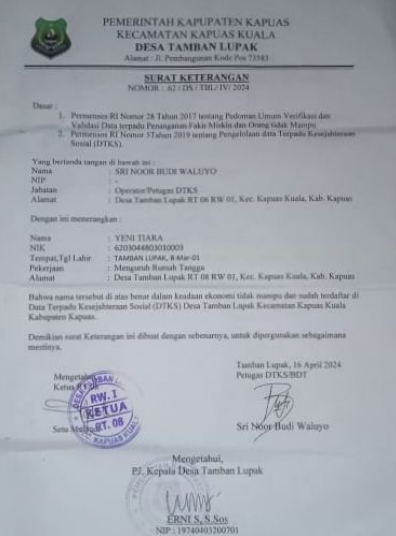 PEMERINTAH KAPUPATEN KAPUAS
KECAMATAN KAPUAS KUALA
DESA TAMBAN LUPAK
Alamat : Jl. Pembangunan Kode Pos 73583
SURAT KETERANGAN
NOMOR : 62 / DS / TBL / IV / 2024
Dasar :
1. Permensos RI Nomor 28 Tahun 2017 tentang Pedoman Umum Verifikasi dan
Validasi Data terpadu Penanganan Fakir Miskin dan Orang tidak Mampu
2. Permensos RI Nomor 5Tahun 2019 tentang Pengelolaan data Terpadu Kesejahteraan
Sosial (DTKS).
Yang bertanda tangan di bawah ini :
Nama : SRI NOOR BUDI WALUYO
NIP : -
Jabatan : Operator/Petugas DTKS
Alamat : Desa Tamban Lupak RT 06 RW 01, Kec. Kapuas Kuala, Kab. Kapuas
Dengan ini menerangkan :
Nama : YENI TIARA
NIK : 6203044803010003
Tempat,Tgl Lahir : TAMBAN LUPAK, 8-Mar-01
Pekerjaan : Mengurus Rumah Tangga
Alamat : Desa Tamban Lupak RT 08 RW 01, Kec. Kapuas Kuala, Kab. Kapuas
Bahwa nama tersebut di atas benar dalam keadaan ekonomi tidak mampu dan sudah terdaftar di
Data Terpadu Kesejahteraan Sosial (DTKS) Desa Tamban Lupak Kecamatan Kapuas Kuala
Kabupaten Kapuas.
Demikian surat Keterangan ini dibuat dengan sebenarnya, untuk dipergunakan sebagaimana
mestinya.
Tamban Lupak, 16 April 2024
Mengetahui Petugas DTKS/BDT
Ketua RT 08
RW. 1
KETUA
RT. 08
KAPUAS KUALA
Sri Noor Budi Waluyo
Mengetahui,
PJ. Kepala Desa Tamban Lupak
ERNI S, S.Sos
NIP : 19740403200701